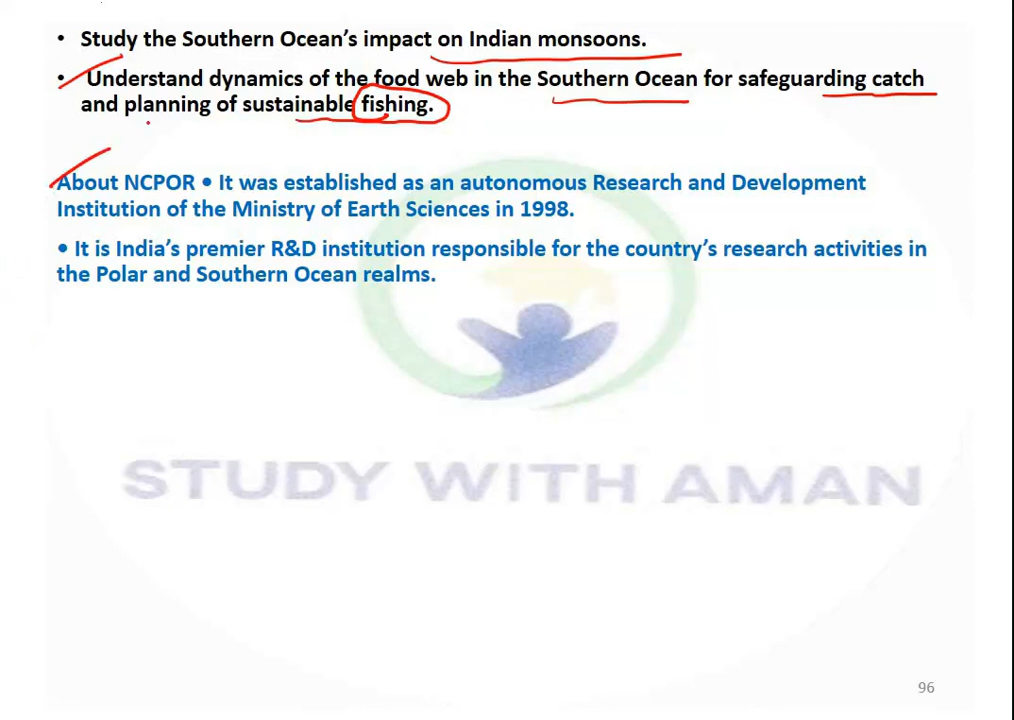 • Study the Southern Ocean’s impact on Indian monsoons.
• Understand dynamics of the food web in the Southern Ocean for safeguarding catch
and planning of sustainable fishing.
About NCPOR • It was established as an autonomous Research and Development
Institution of the Ministry of Earth Sciences in 1998.
• It is India’s premier R&D institution responsible for the country’s research activities in
the Polar and Southern Ocean realms.
STUDY WITH AMAN
96